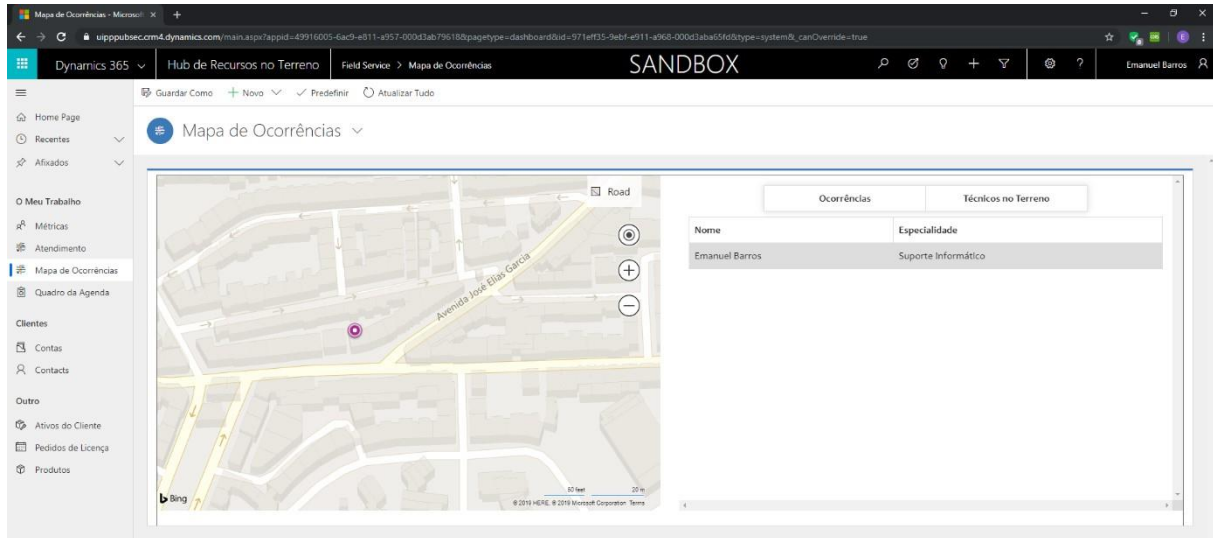 Mapa de Ocorrências - Microsoft
uipppubsec.crm4.dynamics.com/main.aspx?appid=49916005-6ac9-e811-a957-000d3ab79618&pagetype=dashboard&id=971eff35-9ebf-e911-a968-000d3aba65fd&type=system&_canOverride=true
Dynamics 365
Hub de Recursos no Terreno
Field Service > Mapa de Ocorrências
SANDBOX
Emanuel Barros
Guardar Como
Novo
Predefinir
Atualizar Tudo
Home Page
Recentes
Afixados
O Meu Trabalho
Métricas
Atendimento
Mapa de Ocorrências
Quadro da Agenda
Clientes
Contas
Contacts
Outro
Ativos do Cliente
Pedidos de Licença
Produtos
Mapa de Ocorrências
Road
Avenida José Elias Garcia
Bing
20 m
© 2019 HERE, © 2019 Microsoft Corporation Terms
Ocorrências
Técnicos no Terreno
Nome
Especialidade
Emanuel Barros
Suporte Informático